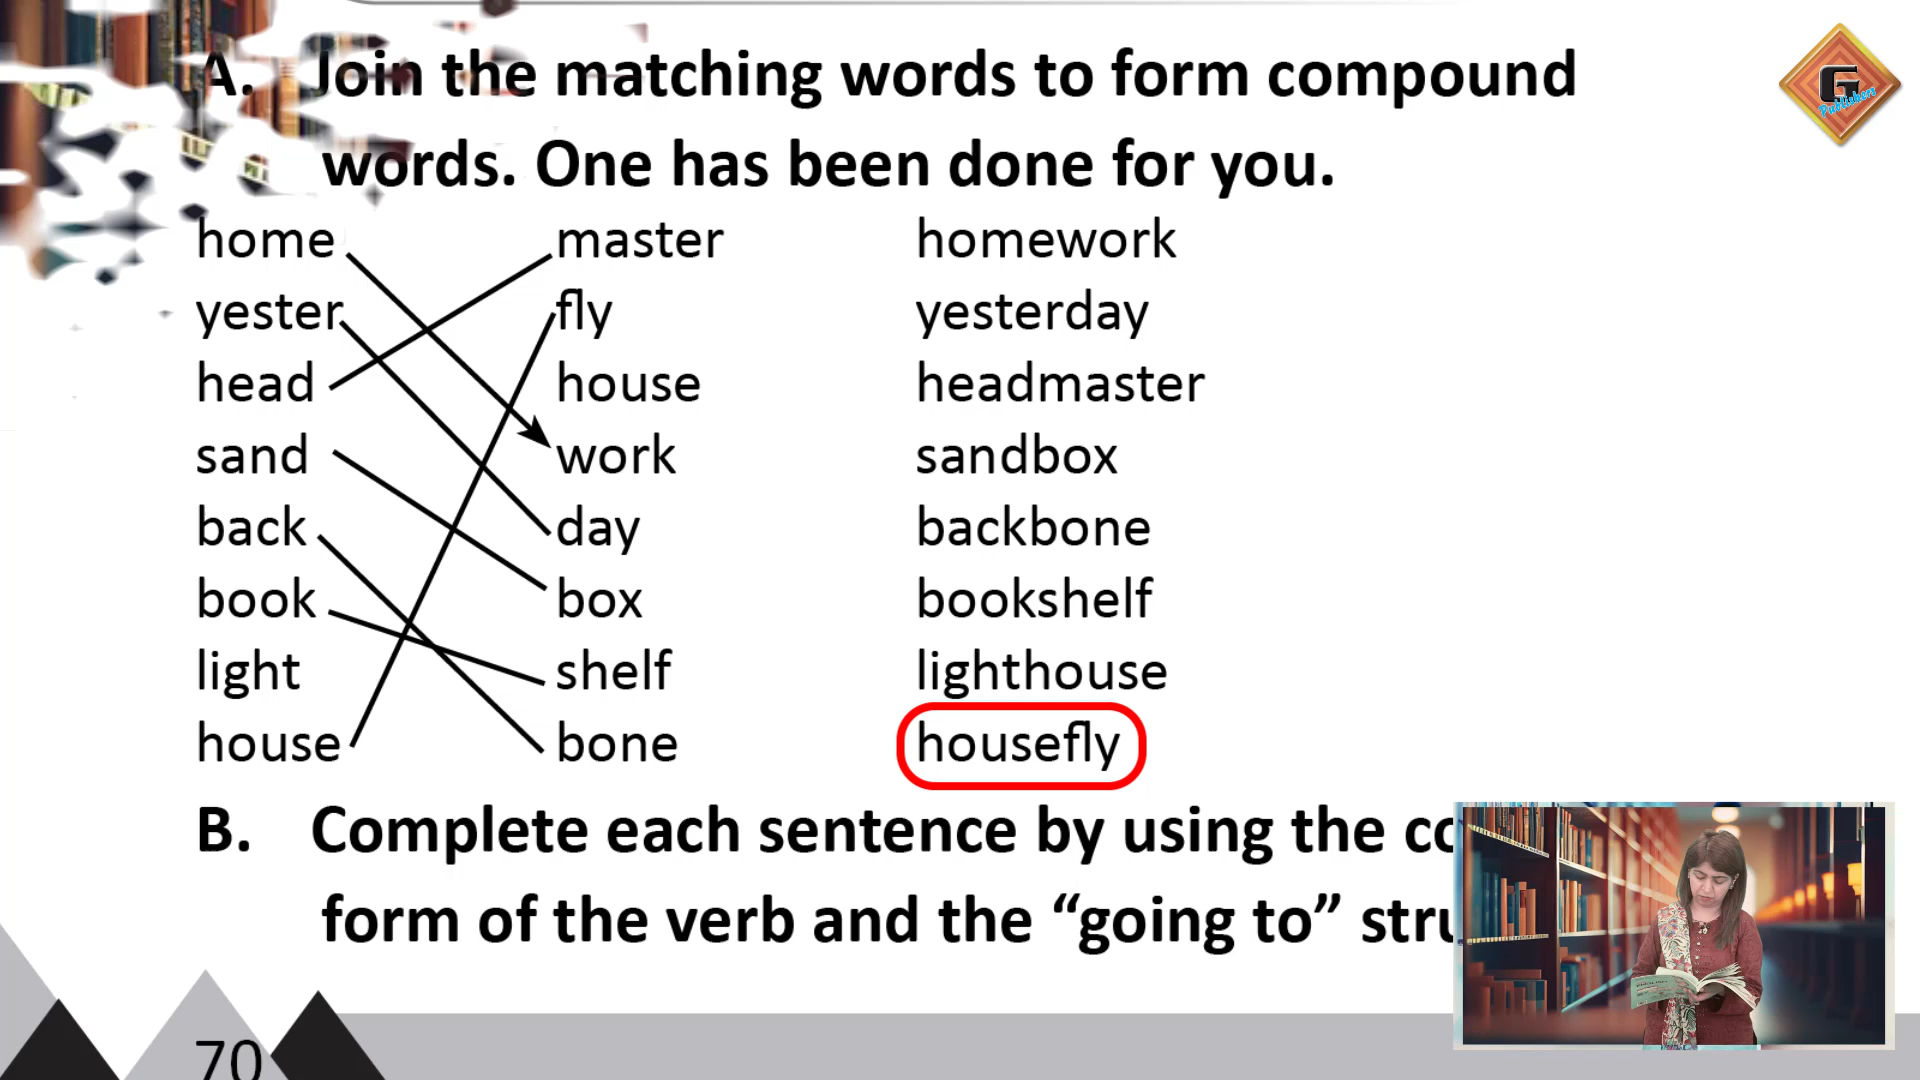 A. Join the matching words to form compound
words. One has been done for you.
home master homework
yester fly yesterday
head house headmaster
sand work sandbox
back day backbone
book box bookshelf
light shelf lighthouse
house bone housefly
B. Complete each sentence by using the co
form of the verb and the “going to” stru
70
G
Publishers
ENGLISH